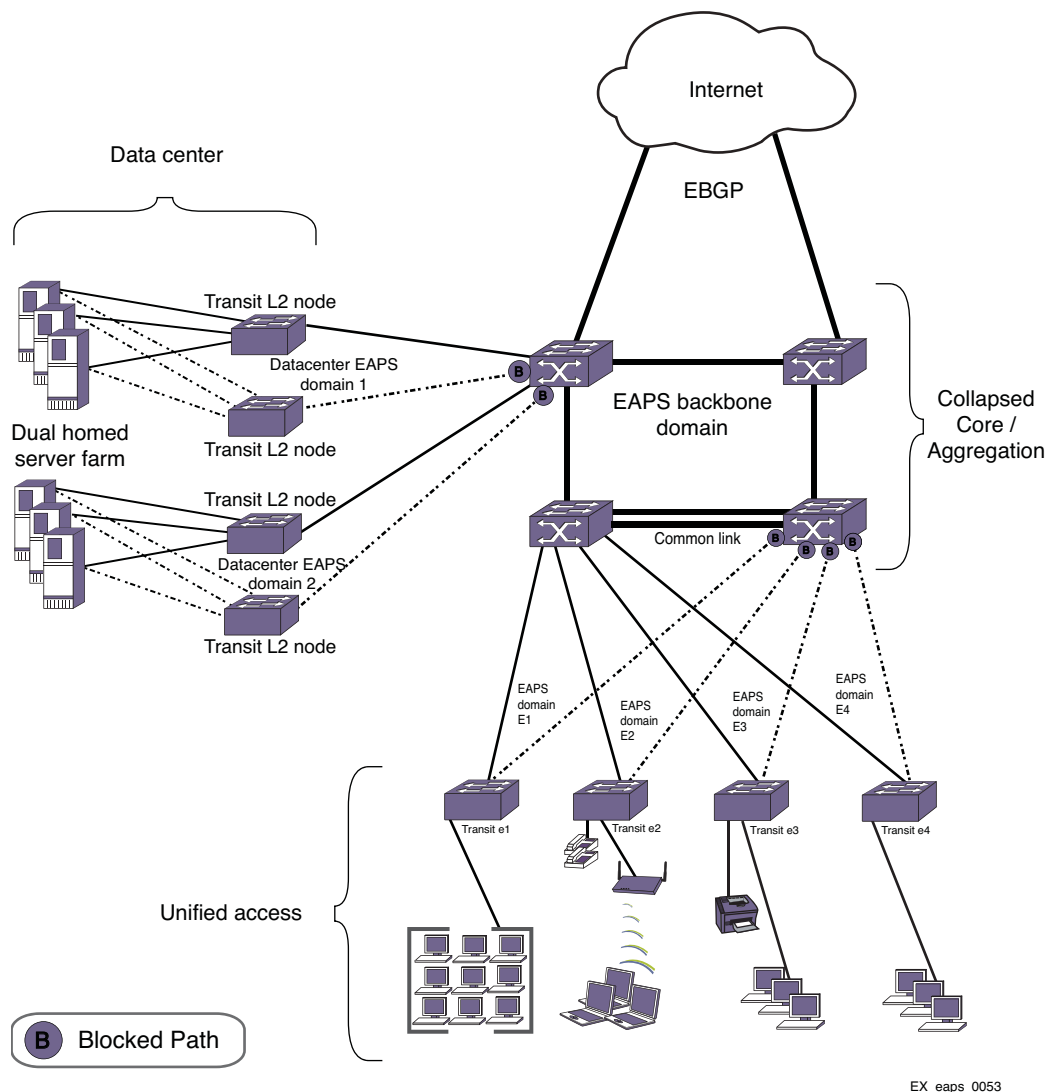 Internet
Data center
EBGP
Transit L2 node
Datacenter EAPS
domain 1
B
B
EAPS backbone
domain
Collapsed
Core /
Aggregation
Dual homed
server farm
Transit L2 node
Transit L2 node
Common link
B
B
B
B
Datacenter EAPS
domain 2
Transit L2 node
EAPS
domain
E1
EAPS
domain
E2
EAPS
domain
E3
EAPS
domain
E4
Transit e1
Transit e2
Transit e3
Transit e4
Unified access
B Blocked Path
EX_eaps_0053